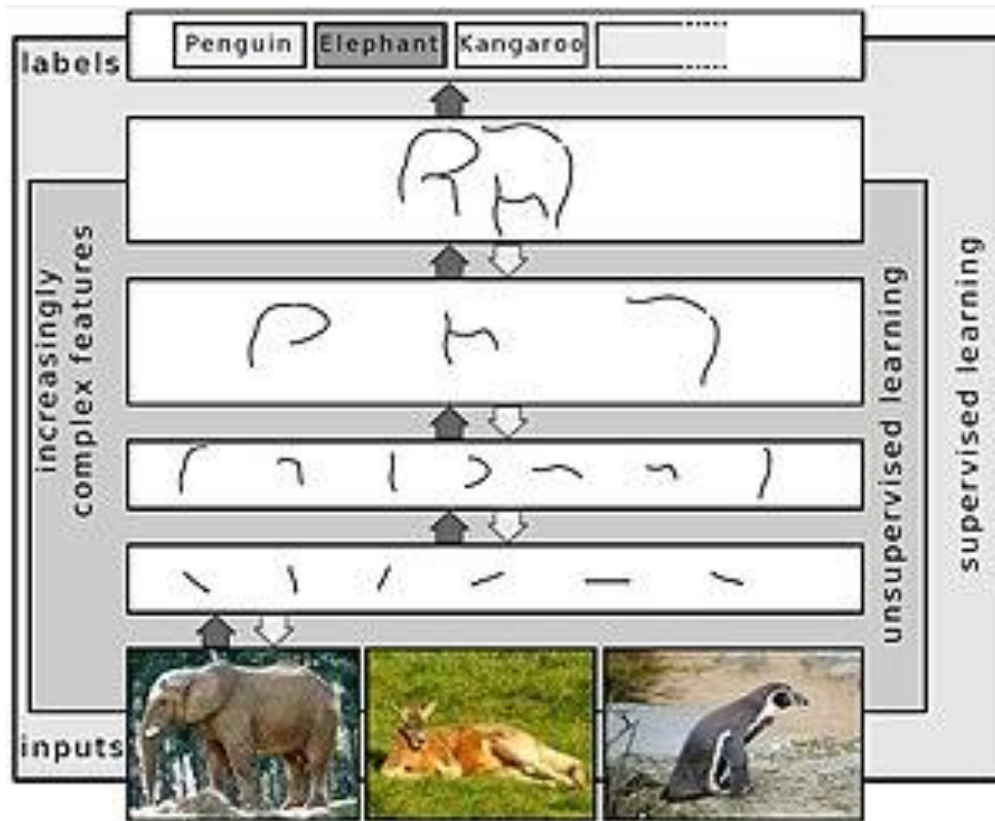 Penguin
Elephant
Kangaroo
labels
increasingly
complex features
unsupervised learning
supervised learning
inputs